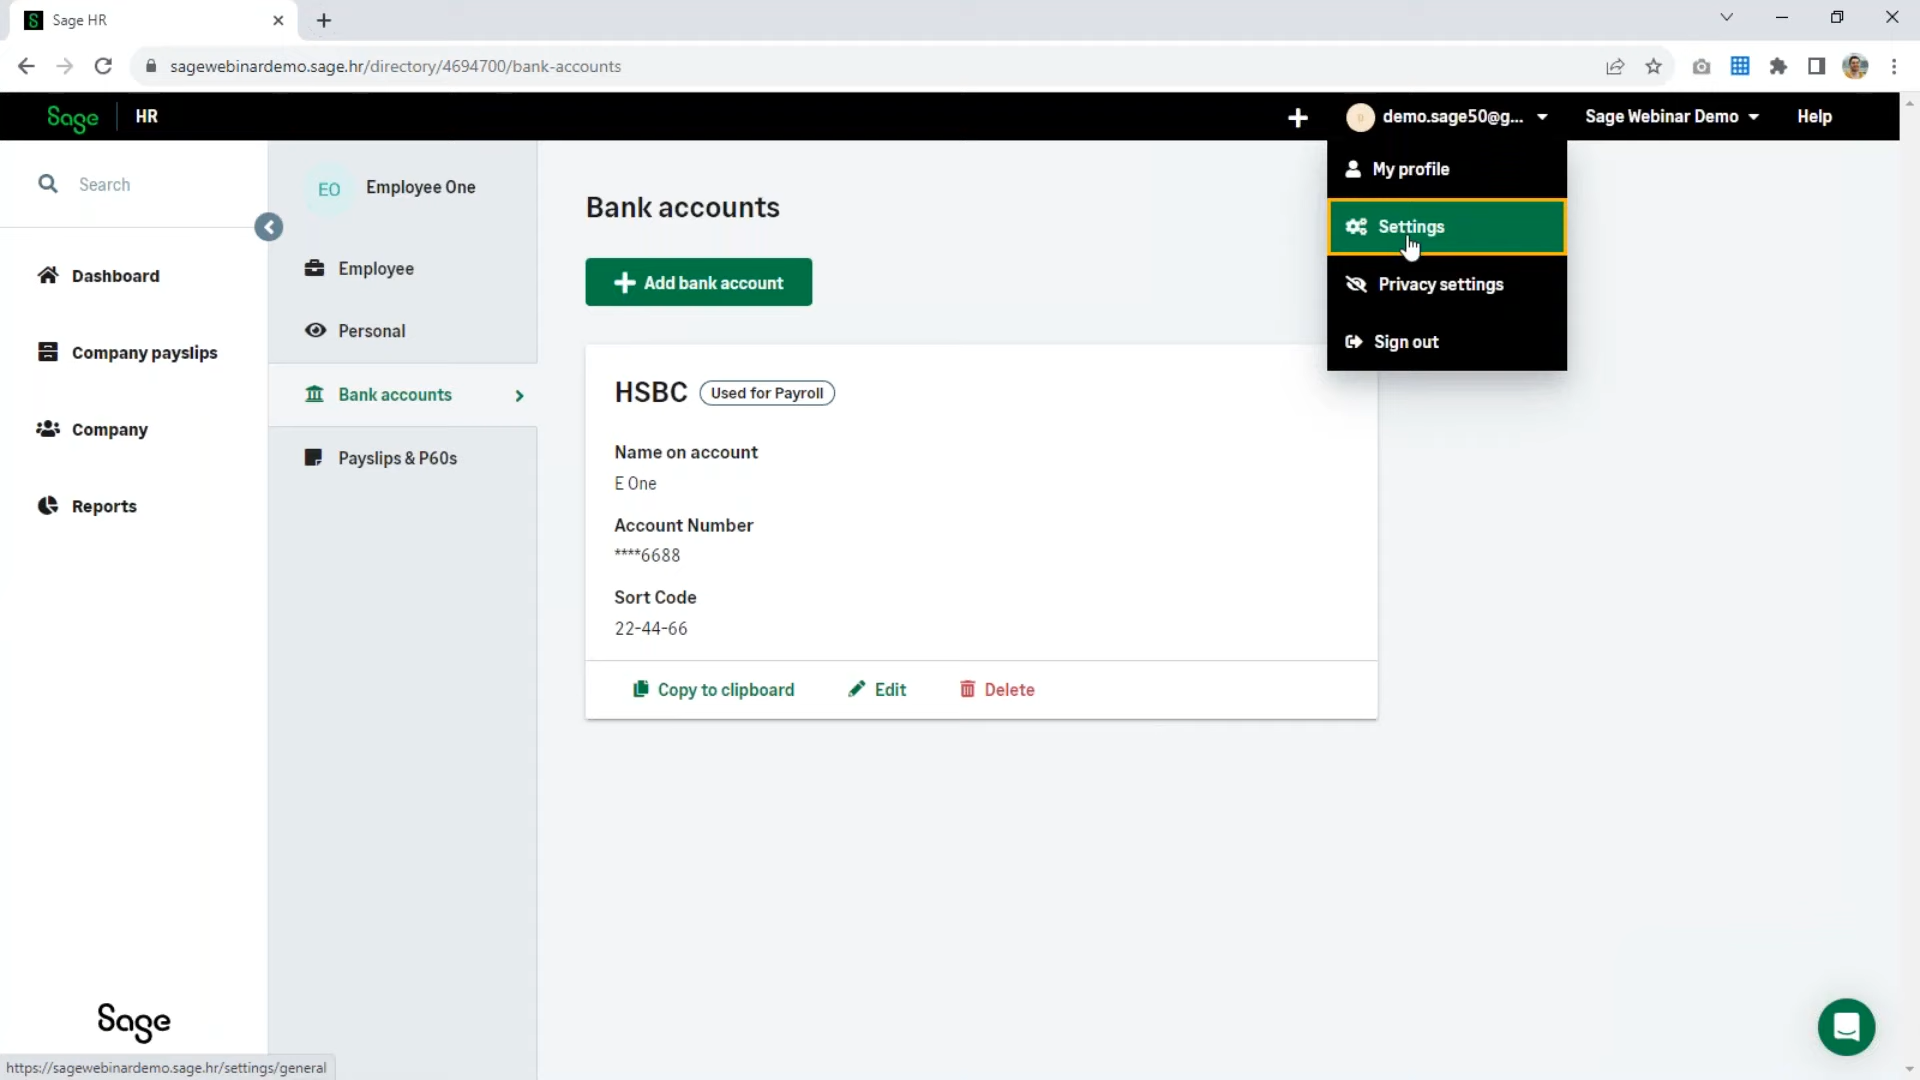 Sage HR
sagewebinardemo.sage.hr/directory/4694700/bank-accounts
Sage HR
demo.sage50@g...
Sage Webinar Demo
Help
Search
Dashboard
Company payslips
Company
Reports
EO Employee One
Employee
Personal
Bank accounts
Payslips & P60s
Bank accounts
Add bank account
HSBC Used for Payroll
Name on account
E One
Account Number
****6688
Sort Code
22-44-66
Copy to clipboard Edit Delete
My profile
Settings
Privacy settings
Sign out
Sage
https://sagewebinardemo.sage.hr/settings/general